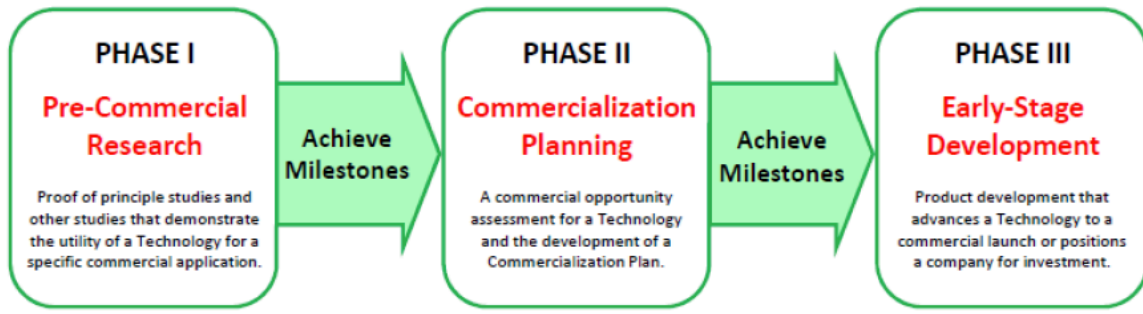 PHASE I
Pre-Commercial
Research
Proof of principle studies and
other studies that demonstrate
the utility of a Technology for a
specific commercial application.
Achieve
Milestones
PHASE II
Commercialization
Planning
A commercial opportunity
assessment for a Technology
and the development of a
Commercialization Plan.
Achieve
Milestones
PHASE III
Early-Stage
Development
Product development that
advances a Technology to a
commercial launch or positions
a company for investment.